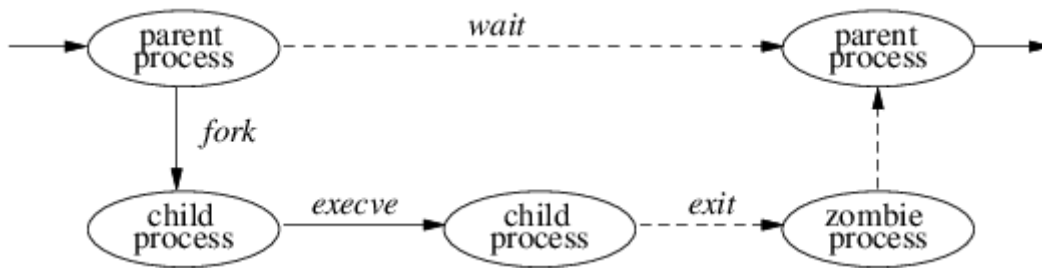 parent
process
wait
parent
process
fork
child
process
execve
child
process
exit
zombie
process